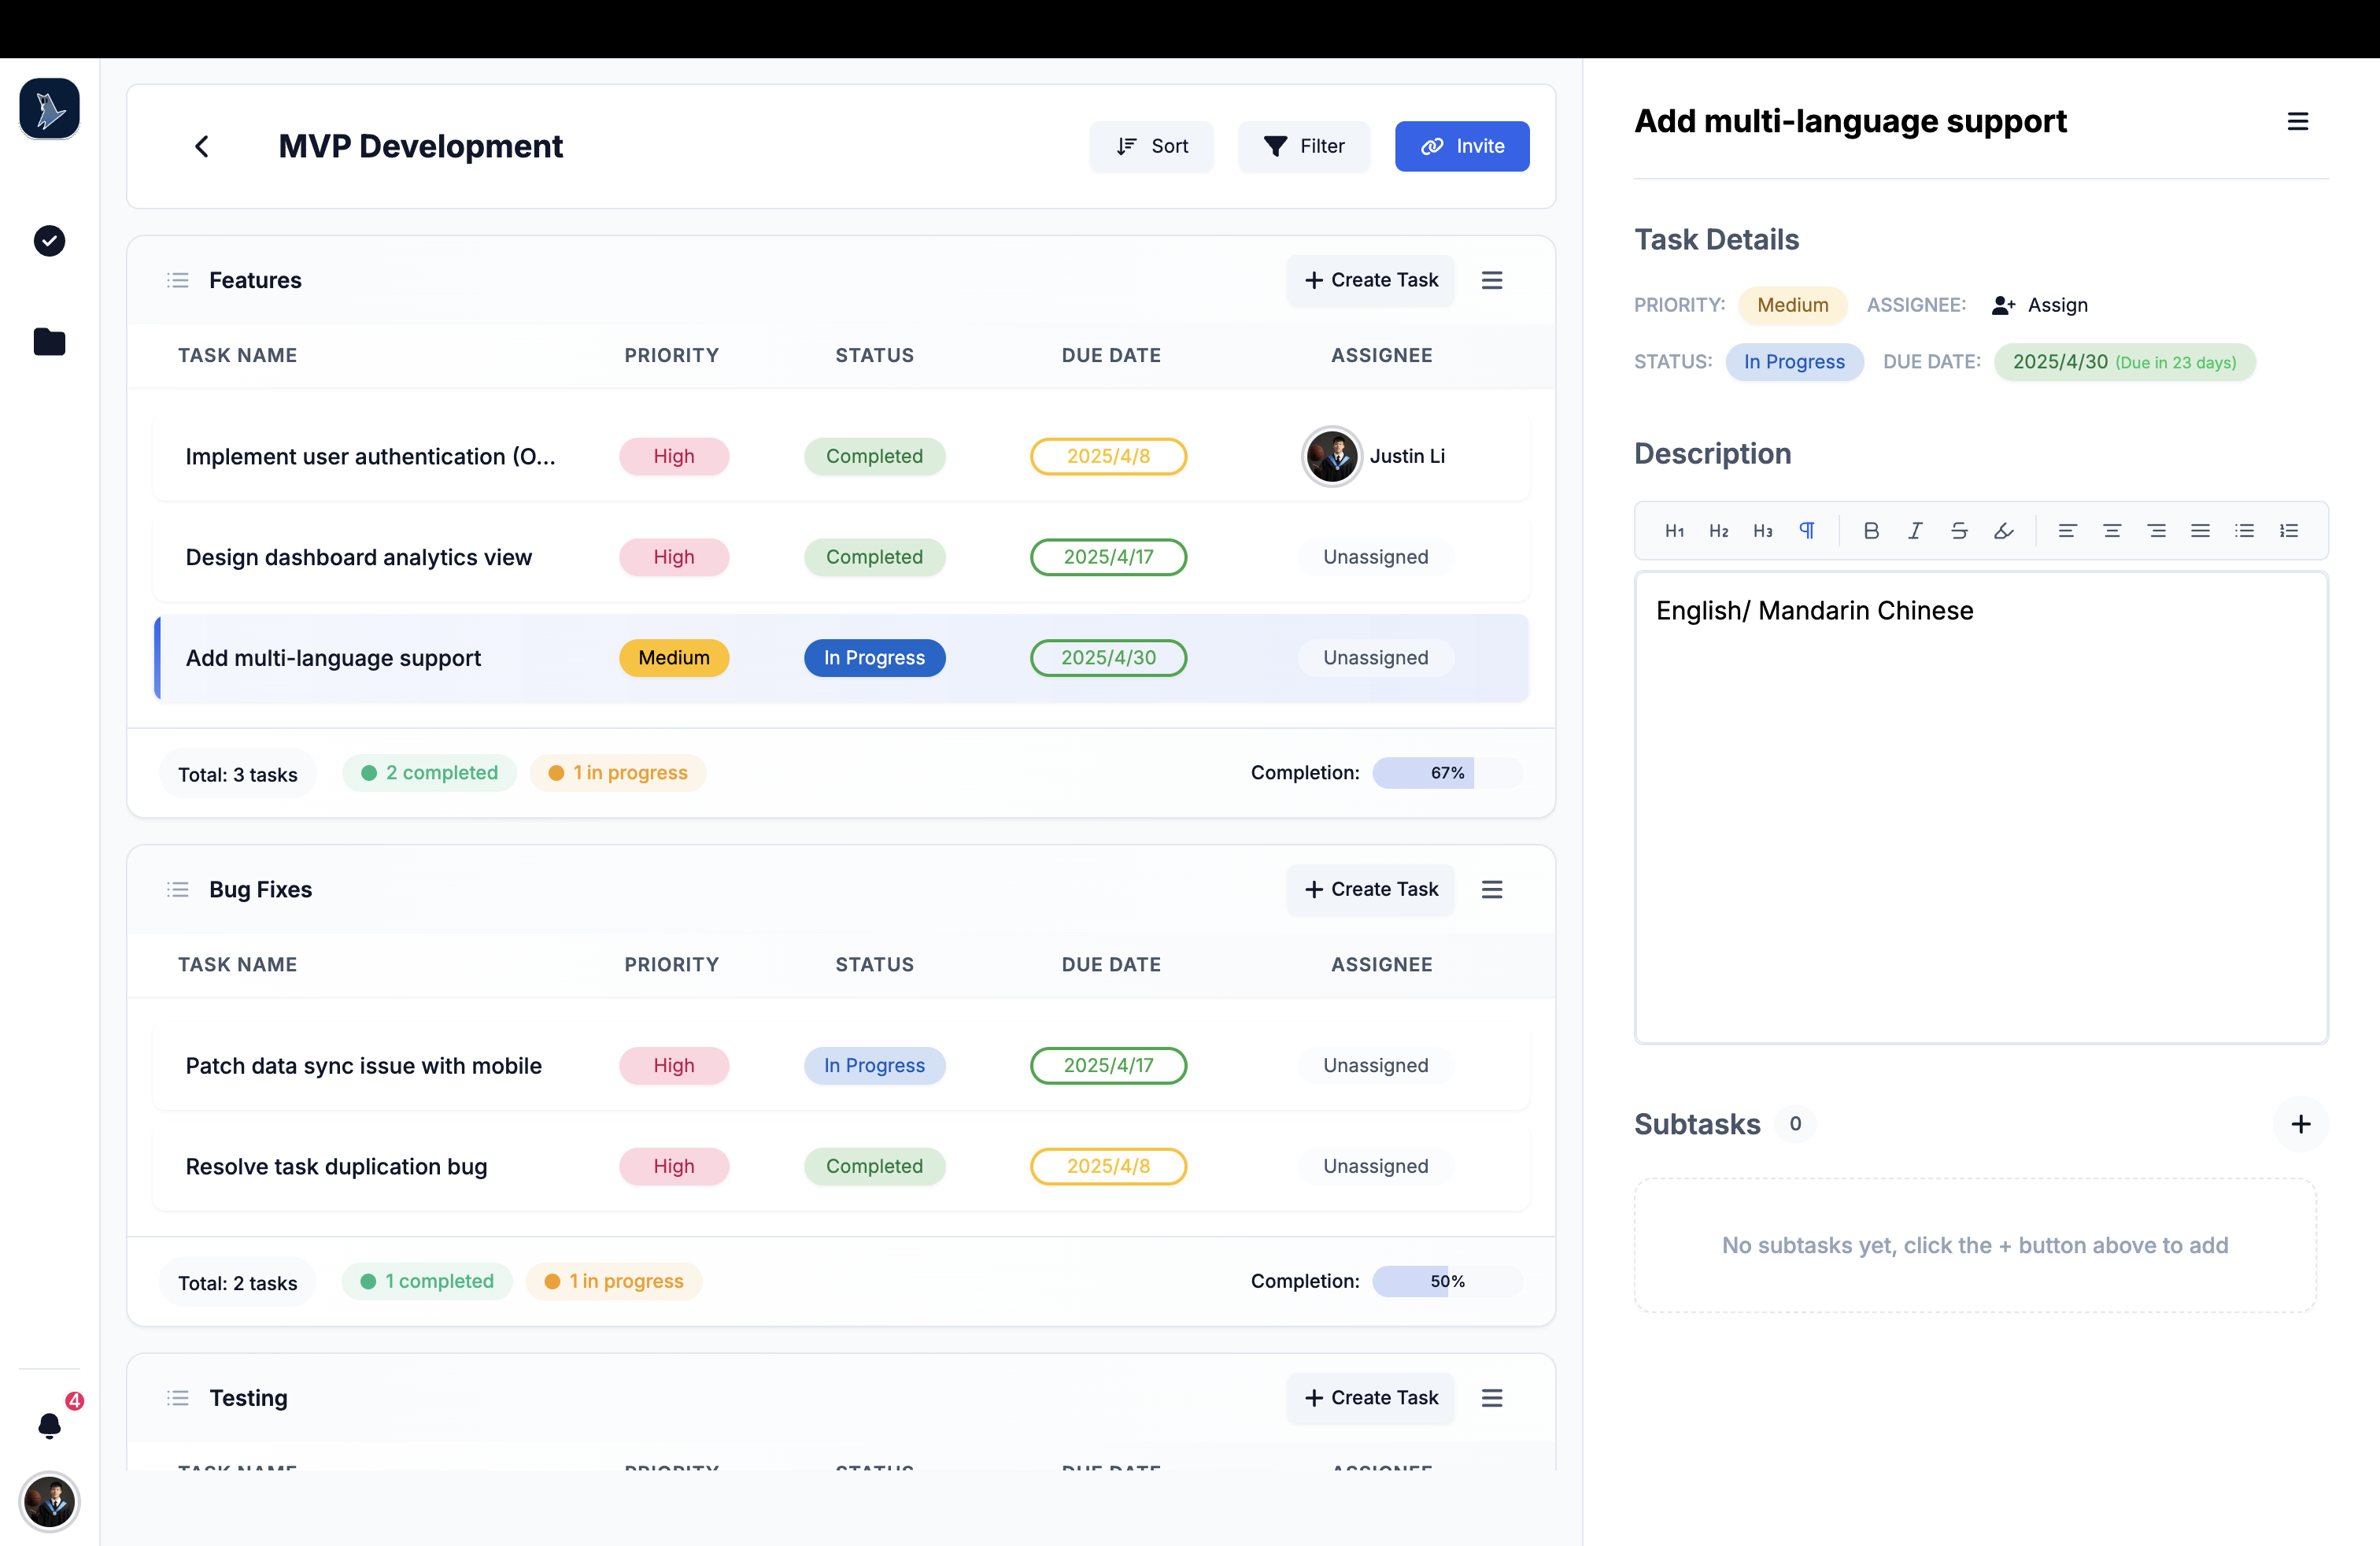 MVP Development
Sort
Filter
Invite
Features
Create Task
TASK NAME PRIORITY STATUS DUE DATE ASSIGNEE
Implement user authentication (O... High Completed 2025/4/8 Justin Li
Design dashboard analytics view High Completed 2025/4/17 Unassigned
Add multi-language support Medium In Progress 2025/4/30 Unassigned
Total: 3 tasks 2 completed 1 in progress Completion: 67%
Bug Fixes
Create Task
TASK NAME PRIORITY STATUS DUE DATE ASSIGNEE
Patch data sync issue with mobile High In Progress 2025/4/17 Unassigned
Resolve task duplication bug High Completed 2025/4/8 Unassigned
Total: 2 tasks 1 completed 1 in progress Completion: 50%
Testing
Create Task
TASK NAME PRIORITY STATUS DUE DATE ASSIGNEE
4
Add multi-language support
Task Details
PRIORITY: Medium ASSIGNEE: Assign
STATUS: In Progress DUE DATE: 2025/4/30 (Due in 23 days)
Description
H1 H2 H3 B I S
English/ Mandarin Chinese
Subtasks 0
No subtasks yet, click the + button above to add